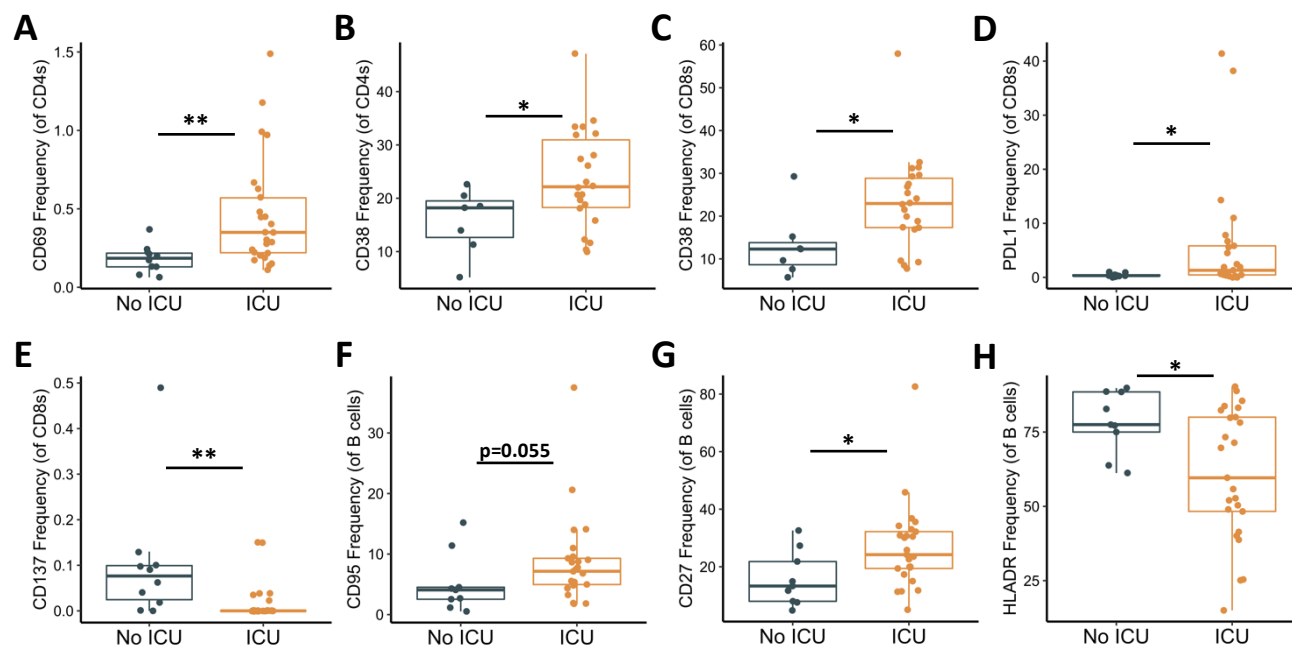 A
CD69 Frequency (of CD4s)
1.5
1.0
0.5
0.0
**
No ICU
ICU
B
CD38 Frequency (of CD4s)
40
30
20
10
*
No ICU
ICU
C
CD38 Frequency (of CD8s)
60
50
40
30
20
10
*
No ICU
ICU
D
PDL1 Frequency (of CD8s)
40
30
20
10
0
*
No ICU
ICU
E
CD137 Frequency (of CD8s)
0.5
0.4
0.3
0.2
0.1
0.0
**
No ICU
ICU
F
CD95 Frequency (of B cells)
30
20
10
0
p=0.055
No ICU
ICU
G
CD27 Frequency (of B cells)
80
60
40
20
*
No ICU
ICU
H
HLADR Frequency (of B cells)
75
50
25
*
No ICU
ICU